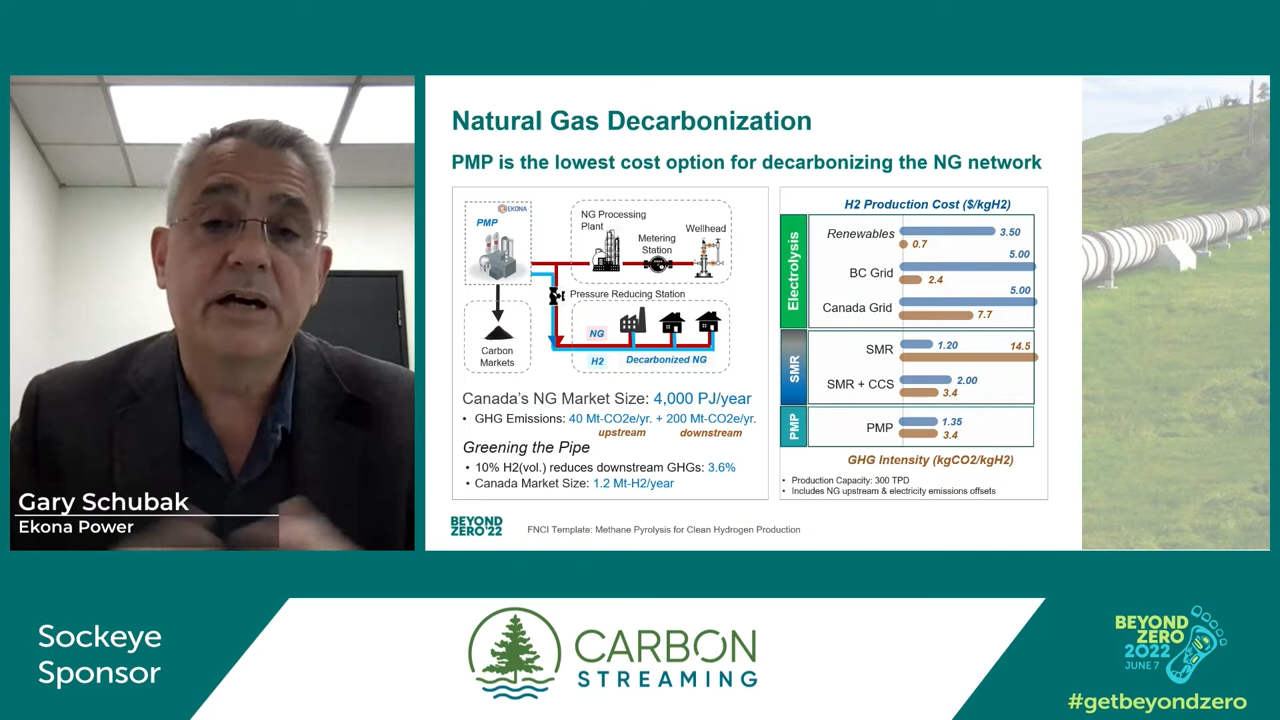 Natural Gas Decarbonization
PMP is the lowest cost option for decarbonizing the NG network
EKONA
PMP
NG Processing
Plant
Metering
Station
Wellhead
Pressure Reducing Station
Carbon
Markets
NG
H2
Decarbonized NG
Canada's NG Market Size: 4,000 PJ/year
• GHG Emissions: 40 Mt-CO2e/yr. + 200 Mt-CO2e/yr.
upstream downstream
Greening the Pipe
• 10% H2(vol.) reduces downstream GHGs: 3.6%
• Canada Market Size: 1.2 Mt-H2/year
H2 Production Cost ($/kgH2)
Electrolysis
Renewables 3.50
0.7
5.00
BC Grid
2.4
5.00
Canada Grid
7.7
SMR
SMR 1.20 14.5
SMR + CCS 2.00
3.4
PMP
PMP 1.35
3.4
GHG Intensity (kgCO2/kgH2)
• Production Capacity: 300 TPD
• Includes NG upstream & electricity emissions offsets
BEYOND
ZERO'22
FNCI Template: Methane Pyrolysis for Clean Hydrogen Production
Gary Schubak
Ekona Power
Sockeye
Sponsor
CARBON
STREAMING
BEYOND
ZERO
2022
JUNE 7
#getbeyondzero